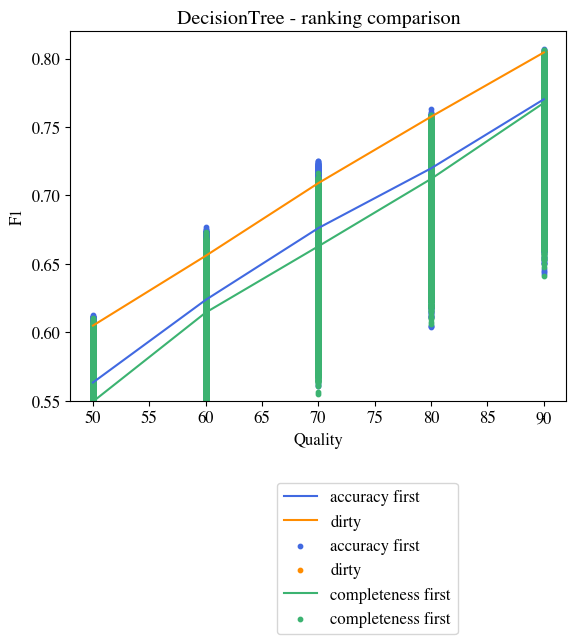 DecisionTree - ranking comparison
0.80
0.75
0.70
0.65
0.60
0.55
F1
50 55 60 65 70 75 80 85 90
Quality
accuracy first
dirty
accuracy first
dirty
completeness first
completeness first